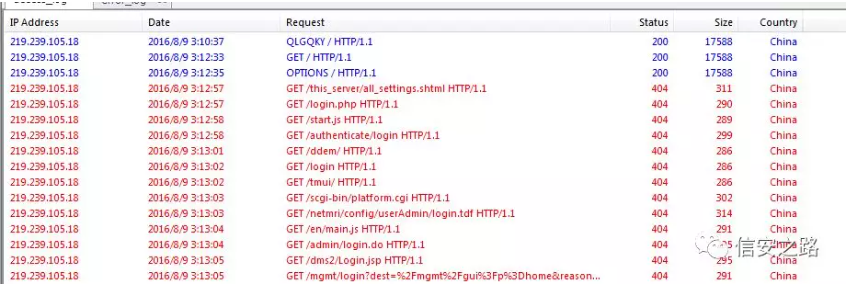 error_log
IP Address Date Request Status Size Country
219.239.105.18 2016/8/9 3:10:37 QLGQKY / HTTP/1.1 200 17588 China
219.239.105.18 2016/8/9 3:12:33 GET / HTTP/1.1 200 17588 China
219.239.105.18 2016/8/9 3:12:35 OPTIONS / HTTP/1.1 200 17588 China
219.239.105.18 2016/8/9 3:12:57 GET /this_server/all_settings.shtml HTTP/1.1 404 311 China
219.239.105.18 2016/8/9 3:12:57 GET /login.php HTTP/1.1 404 290 China
219.239.105.18 2016/8/9 3:12:58 GET /start.js HTTP/1.1 404 289 China
219.239.105.18 2016/8/9 3:12:58 GET /authenticate/login HTTP/1.1 404 299 China
219.239.105.18 2016/8/9 3:13:01 GET /ddem/ HTTP/1.1 404 286 China
219.239.105.18 2016/8/9 3:13:02 GET /login HTTP/1.1 404 286 China
219.239.105.18 2016/8/9 3:13:02 GET /tmui/ HTTP/1.1 404 286 China
219.239.105.18 2016/8/9 3:13:03 GET /scgi-bin/platform.cgi HTTP/1.1 404 302 China
219.239.105.18 2016/8/9 3:13:03 GET /netmri/config/userAdmin/login.tdf HTTP/1.1 404 314 China
219.239.105.18 2016/8/9 3:13:04 GET /en/main.js HTTP/1.1 404 291 China
219.239.105.18 2016/8/9 3:13:04 GET /admin/login.do HTTP/1.1 404 China
219.239.105.18 2016/8/9 3:13:05 GET /dms2/Login.jsp HTTP/1.1 404 295 China
219.239.105.18 2016/8/9 3:13:05 GET /mgmt/login?dest=%2Fmgmt%2Fgui%3Fp%3Dhome&reason... 404 291 China
信安之路